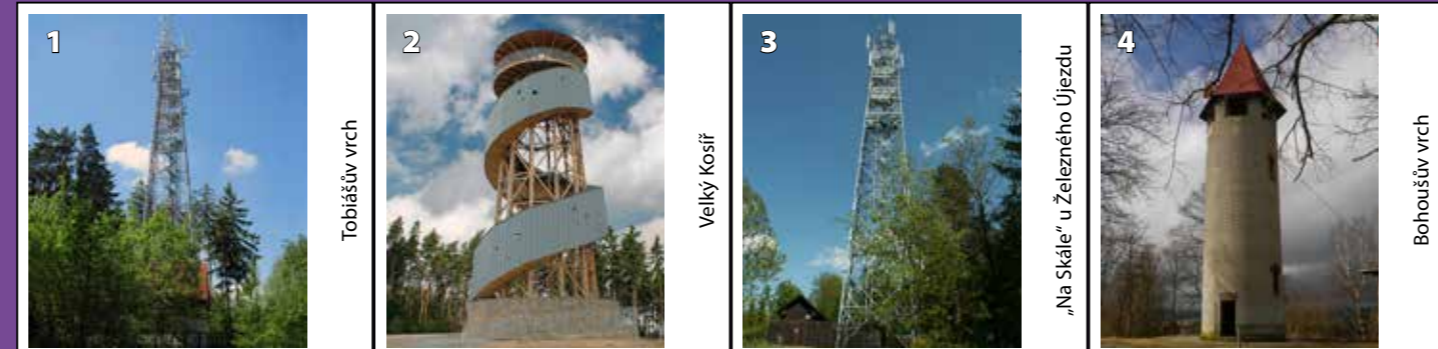 1
Tobiášův vrch
2
Velký Kosíř
3
„Na Skále“ u Železného Újezdu
4
Bohoušův vrch